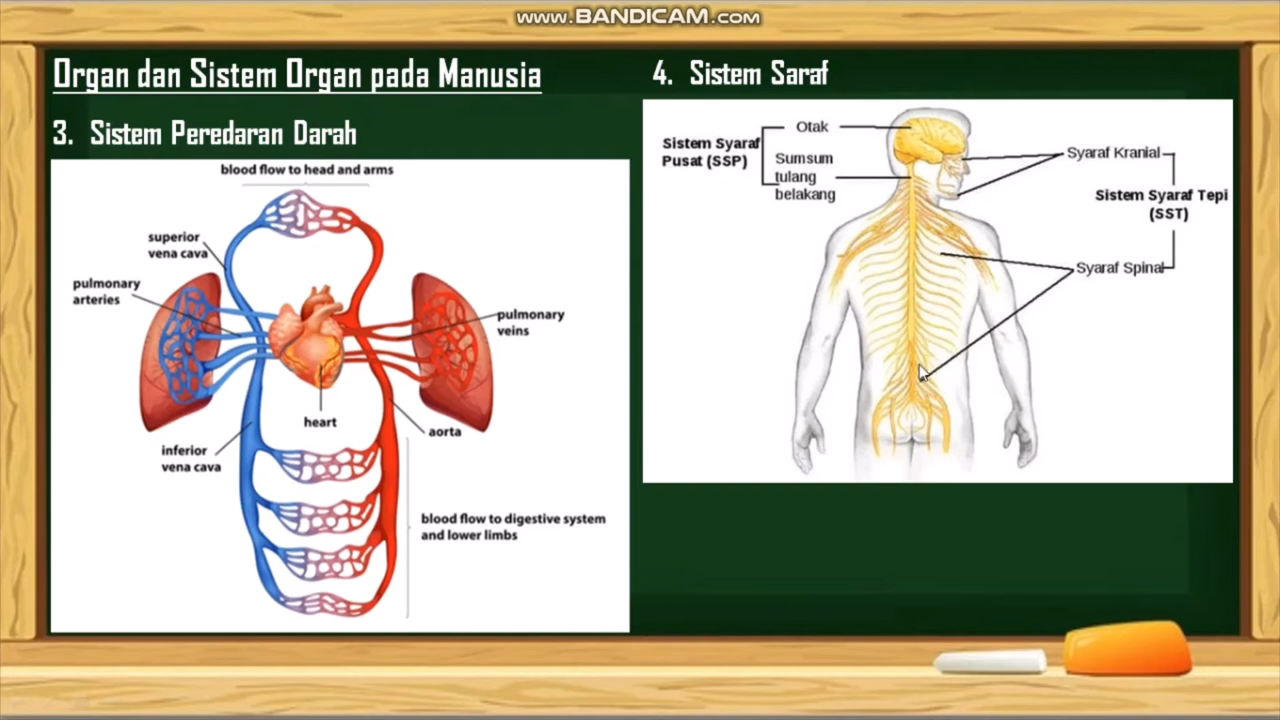 www.BANDICAM.com
Organ dan Sistem Organ pada Manusia
3. Sistem Peredaran Darah
blood flow to head and arms
superior
vena cava
pulmonary
arteries
pulmonary
veins
heart
aorta
inferior
vena cava
blood flow to digestive system
and lower limbs
4. Sistem Saraf
Sistem Syaraf
Pusat (SSP)
Otak
Sumsum
tulang
belakang
Syaraf Kranial
Sistem Syaraf Tepi
(SST)
Syaraf Spinal